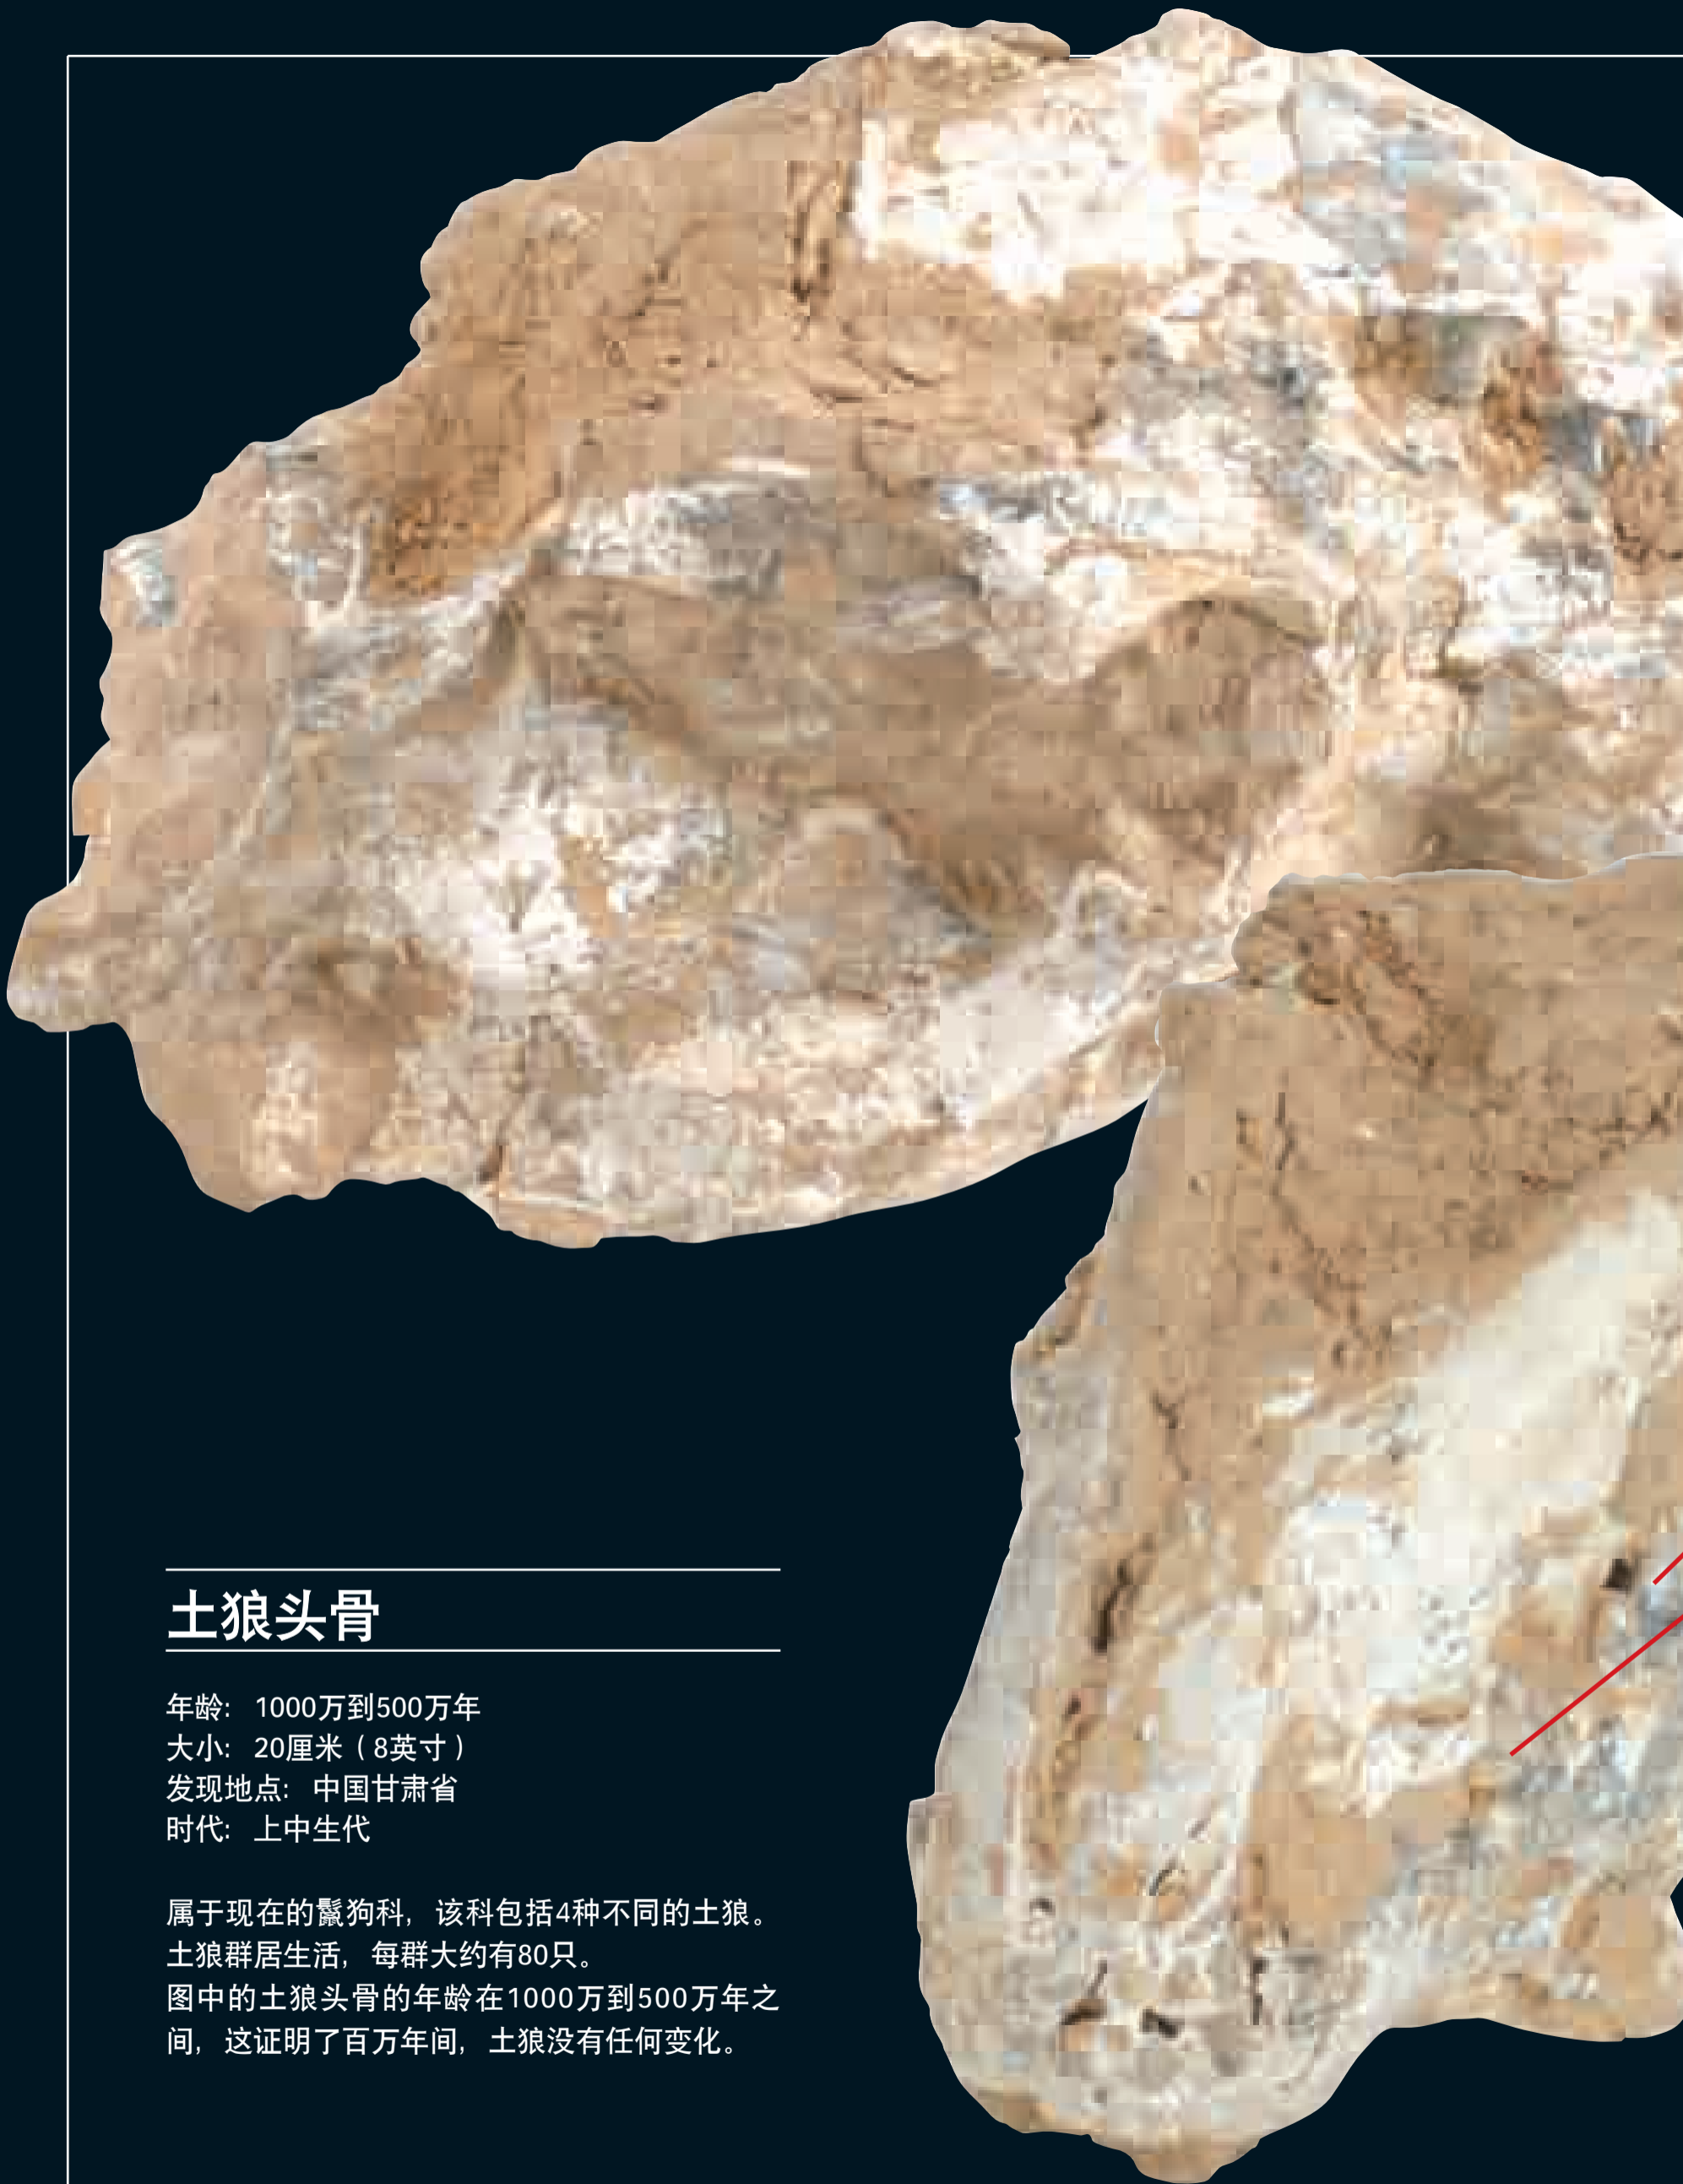 土狼头骨
年龄： 1000万到500万年
大小： 20厘米（8英寸）
发现地点： 中国甘肃省
时代： 上中生代
属于现在的鬣狗科，该科包括4种不同的土狼。
土狼群居生活，每群大约有80只。
图中的土狼头骨的年龄在1000万到500万年之
间，这证明了百万年间，土狼没有任何变化。